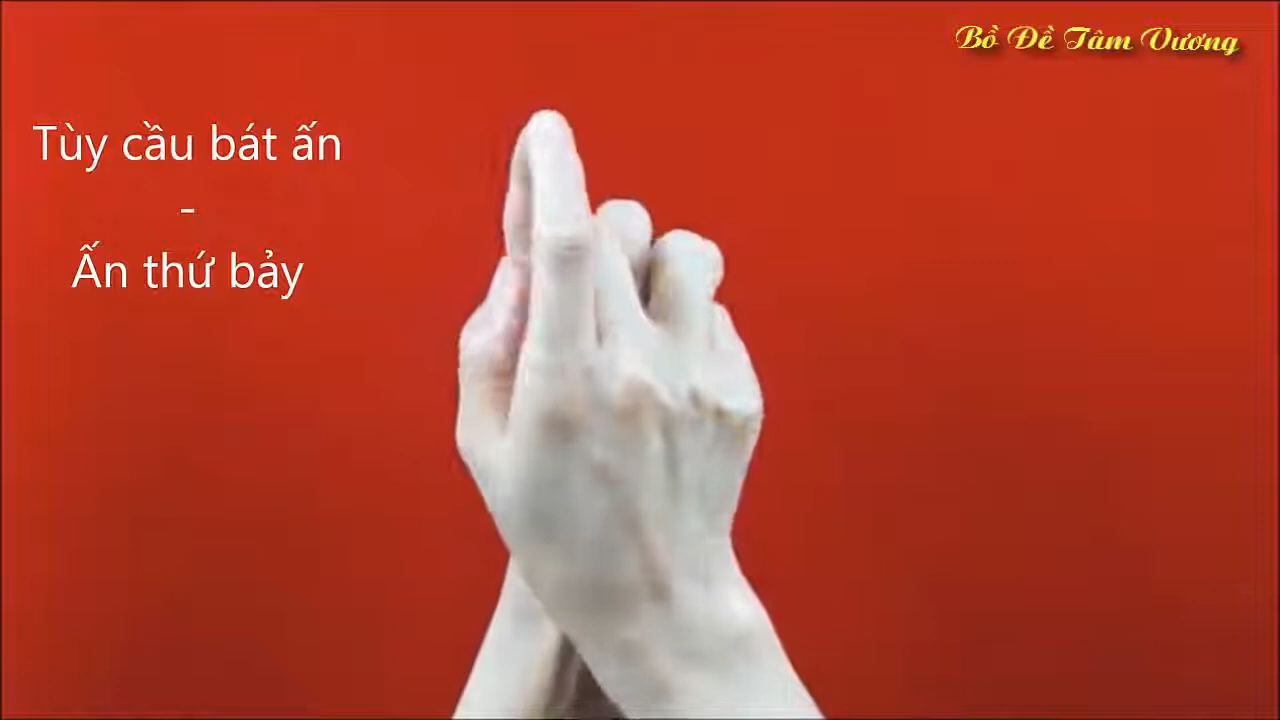 Bồ Đề Tâm Vương
Tùy cầu bát ấn
-
Ấn thứ bảy